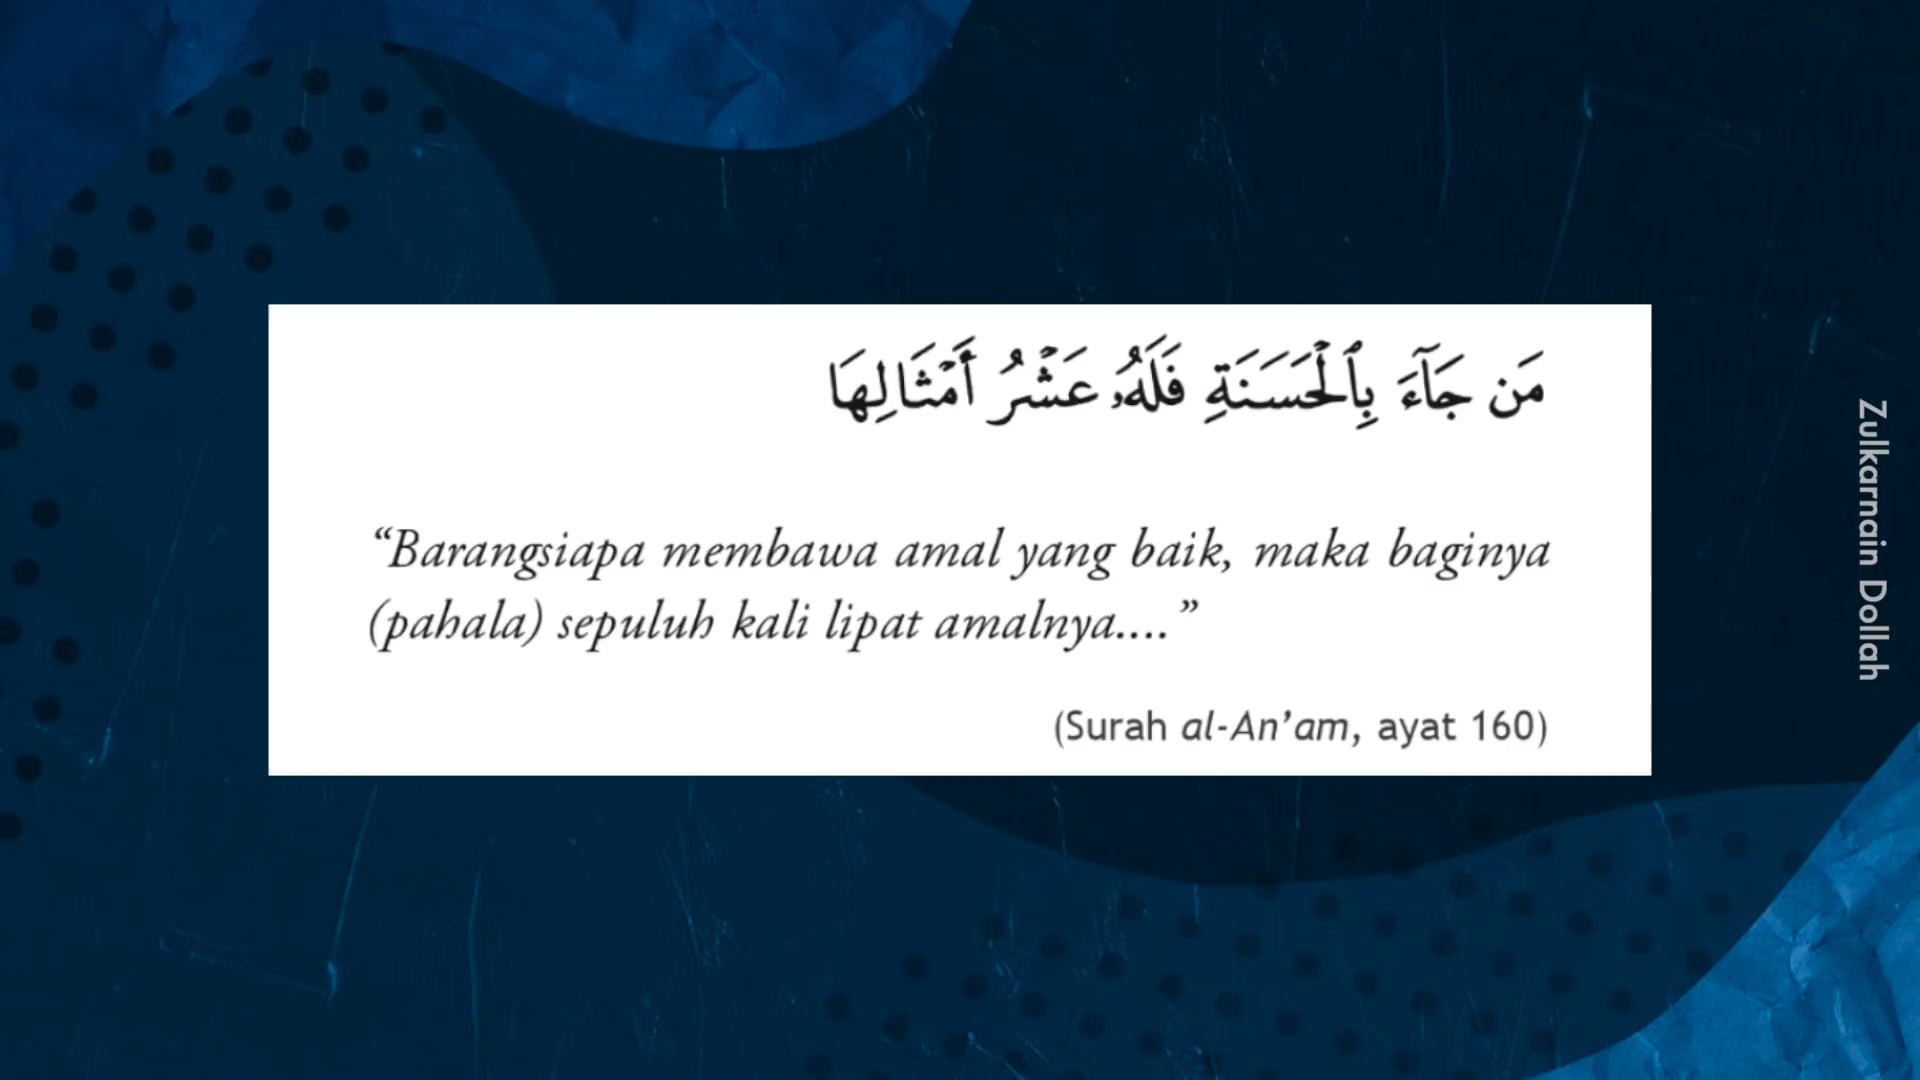 مَن جَآءَ بِٱلْحَسَنَةِ فَلَهُۥ عَشْرُ أَمْثَالِهَا
“Barangsiapa membawa amal yang baik, maka baginya
(pahala) sepuluh kali lipat amalnya....”
(Surah al-An’am, ayat 160)
Zulkarnain Dollah